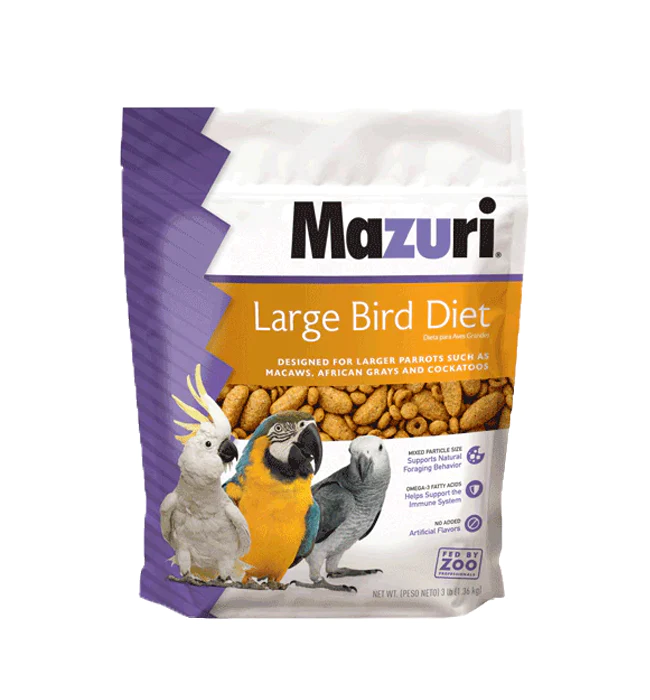 Mazuri®
Large Bird Diet
Dieta para Aves Grandes
DESIGNED FOR LARGER PARROTS SUCH AS
MACAWS, AFRICAN GRAYS AND COCKATOOS
MIXED PARTICLE SIZE
Supports Natural
Foraging Behavior
OMEGA-3 FATTY ACIDS
Helps Support the
Immune System
NO ADDED
Artificial Flavors
FED BY
ZOO
PROFESSIONALS
NET WT. (PESO NETO) 3 lb (1.36 kg)